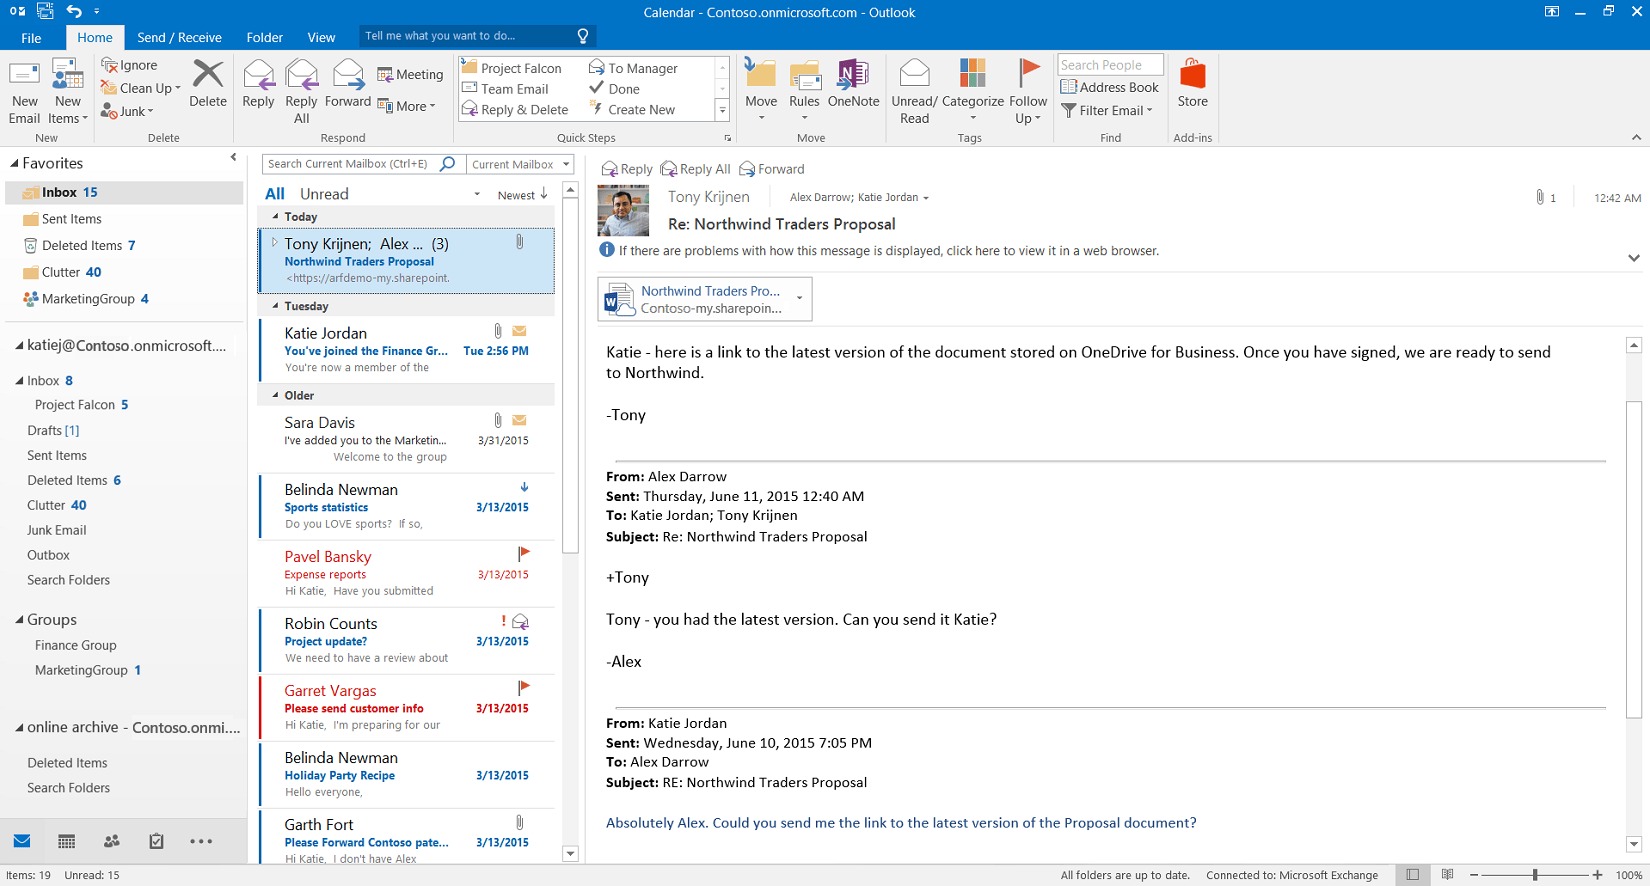 Calendar - Contoso.onmicrosoft.com - Outlook
File Home Send / Receive Folder View Tell me what you want to do...
New Email
New Items
New
Ignore
Clean Up
Junk
Delete
Delete
Reply
Reply All
Forward
Meeting
More
Respond
Project Falcon
To Manager
Team Email
Done
Reply & Delete
Create New
Quick Steps
Move
Rules
OneNote
Move
Unread/ Read
Categorize
Follow Up
Tags
Search People
Address Book
Filter Email
Find
Store
Add-ins
Favorites
Inbox 15
Sent Items
Deleted Items 7
Clutter 40
MarketingGroup 4
katiej@Contoso.onmicrosoft....
Inbox 8
Project Falcon 5
Drafts [1]
Sent Items
Deleted Items 6
Clutter 40
Junk Email
Outbox
Search Folders
Groups
Finance Group
MarketingGroup 1
online archive - Contoso.onmi....
Deleted Items
Search Folders
Search Current Mailbox (Ctrl+E) Current Mailbox
All Unread Newest
Today
Tony Krijnen; Alex ... (3)
Northwind Traders Proposal
<https://arfdemo-my.sharepoint.
Tuesday
Katie Jordan
You've joined the Finance Gr... Tue 2:56 PM
You're now a member of the
Older
Sara Davis
I've added you to the Marketin... 3/31/2015
Welcome to the group
Belinda Newman
Sports statistics 3/13/2015
Do you LOVE sports? If so,
Pavel Bansky
Expense reports 3/13/2015
Hi Katie, Have you submitted
Robin Counts
Project update? 3/13/2015
We need to have a review about
Garret Vargas
Please send customer info 3/13/2015
Hi Katie, I'm preparing for our
Belinda Newman
Holiday Party Recipe 3/13/2015
Hello everyone,
Garth Fort
Please Forward Contoso pate... 3/13/2015
Hi Katie, I don't have Alex
Reply Reply All Forward
Tony Krijnen Alex Darrow; Katie Jordan 1 12:42 AM
Re: Northwind Traders Proposal
If there are problems with how this message is displayed, click here to view it in a web browser.
Northwind Traders Pro...
Contoso-my.sharepoin...
Katie - here is a link to the latest version of the document stored on OneDrive for Business. Once you have signed, we are ready to send
to Northwind.
-Tony
From: Alex Darrow
Sent: Thursday, June 11, 2015 12:40 AM
To: Katie Jordan; Tony Krijnen
Subject: Re: Northwind Traders Proposal
+Tony
Tony - you had the latest version. Can you send it Katie?
-Alex
From: Katie Jordan
Sent: Wednesday, June 10, 2015 7:05 PM
To: Alex Darrow
Subject: RE: Northwind Traders Proposal
Absolutely Alex. Could you send me the link to the latest version of the Proposal document?
Items: 19 Unread: 15 All folders are up to date. Connected to: Microsoft Exchange 100%